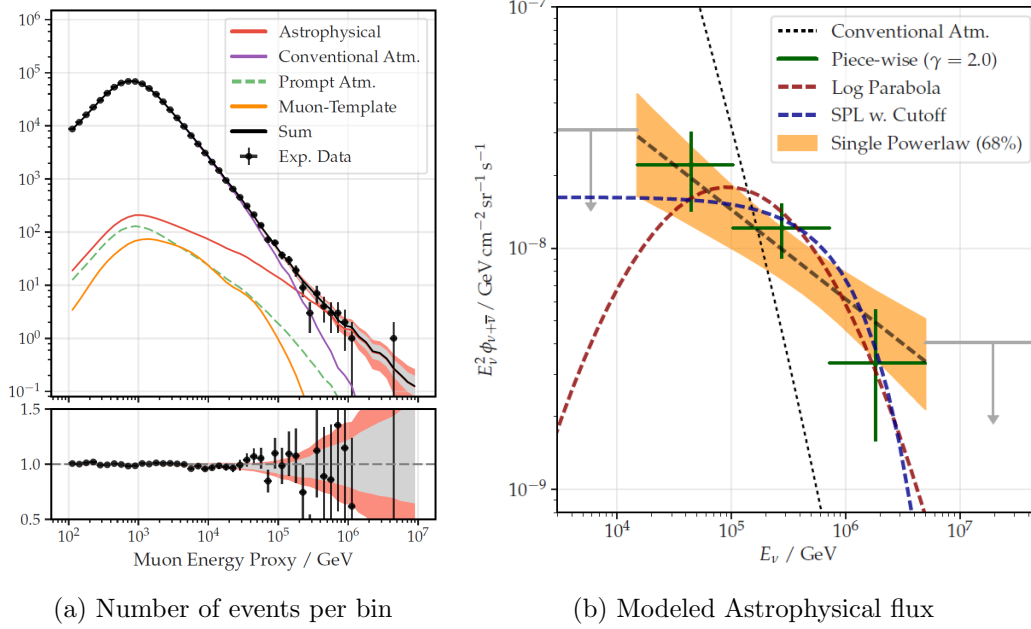 10^6
10^5
10^4
10^3
10^2
10^1
10^0
10^-1
Astrophysical
Conventional Atm.
Prompt Atm.
Muon-Template
Sum
Exp. Data
1.5
1.0
0.5
10^2 10^3 10^4 10^5 10^6 10^7
Muon Energy Proxy / GeV
(a) Number of events per bin
10^-7
10^-8
10^-9
E_ν^2 ϕ_{ν+ν̅} / GeV cm^-2 sr^-1 s^-1
Conventional Atm.
Piece-wise (γ = 2.0)
Log Parabola
SPL w. Cutoff
Single Powerlaw (68%)
10^4 10^5 10^6 10^7
E_ν / GeV
(b) Modeled Astrophysical flux